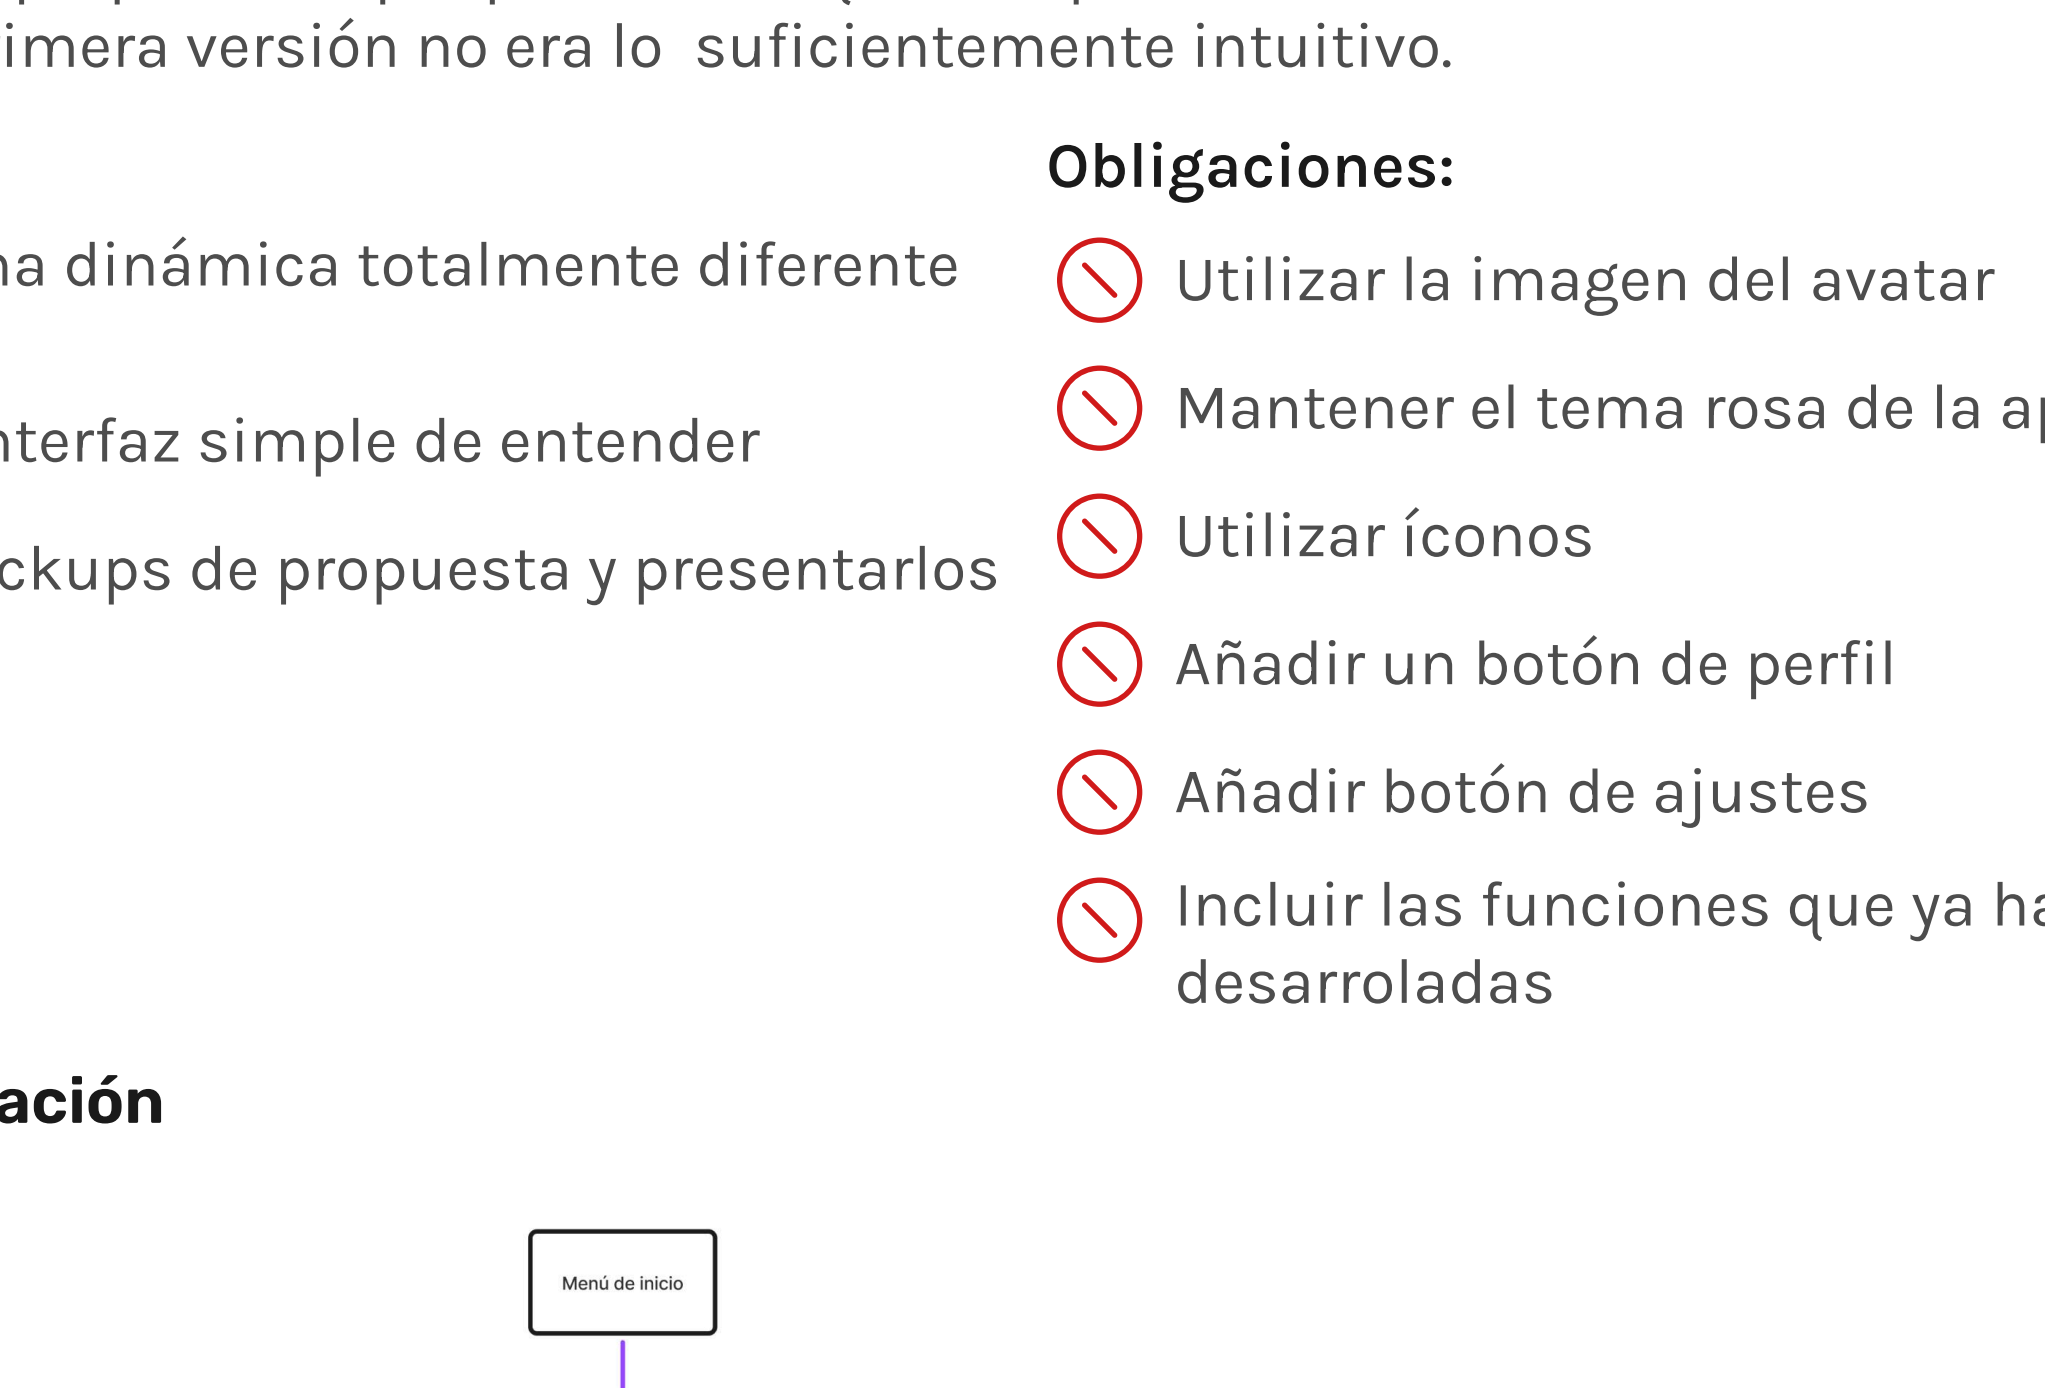 imera versión no era lo  suficientemente intuitivo.
Obligaciones:
na dinámica totalmente diferente
Utilizar la imagen del avatar
Mantener el tema rosa de la ap
nterfaz simple de entender
Utilizar íconos
ckups de propuesta y presentarlos
Añadir un botón de perfil
Añadir botón de ajustes
Incluir las funciones que ya ha
desarroladas
ación
Menú de inicio